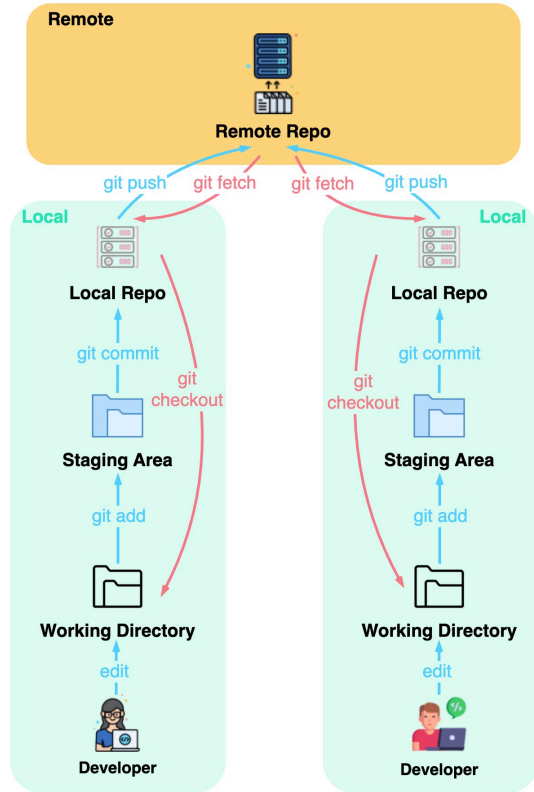 Remote
Remote Repo
git push
git fetch
git fetch
git push
Local
Local Repo
git commit
git
checkout
Staging Area
git add
Working Directory
edit
Developer
Local
Local Repo
git commit
git
checkout
Staging Area
git add
Working Directory
edit
Developer